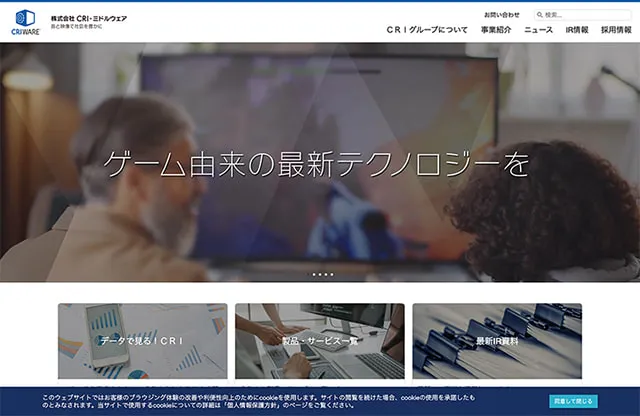 CRIWARE
株式会社 CRI・ミドルウェア
音と映像で社会を豊かに
お問い合わせ
検索...
CRIグループについて
事業紹介
ニュース
IR情報
採用情報
ゲーム由来の最新テクノロジーを
データで見る！CRI
製品・サービス一覧
最新IR資料
このウェブサイトではお客様のブラウジング体験の改善や利便性向上のためにcookieを使用します。サイトの閲覧を続けた場合、cookieの使用を承諾したも
のとみなされます。当サイトで使用するcookieについての詳細は「個人情報保護方針」のページをご覧ください。
同意して閉じる